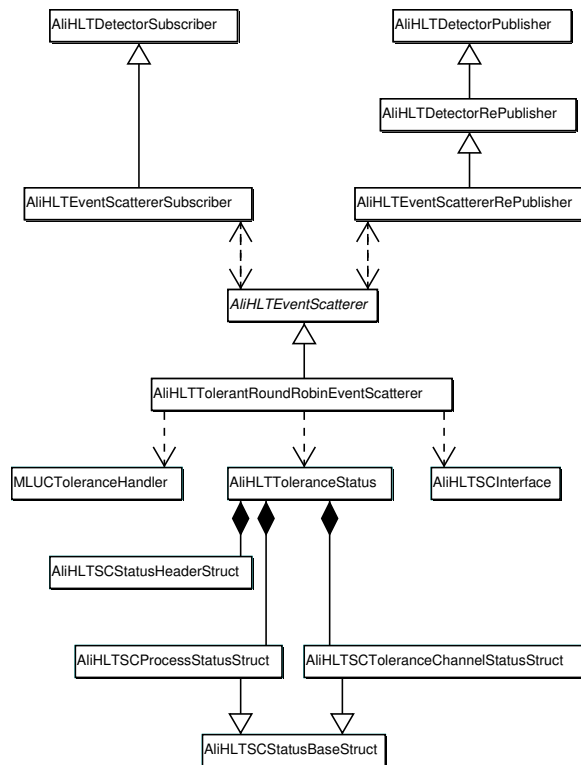 AliHLTDetectorSubscriber
AliHLTDetectorPublisher
AliHLTDetectorRePublisher
AliHLTEventScattererSubscriber
AliHLTEventScattererRePublisher
AliHLTEventScatterer
AliHLTTolerantRoundRobinEventScatterer
MLUCToleranceHandler
AliHLTToleranceStatus
AliHLTSCInterface
AliHLTSCStatusHeaderStruct
AliHLTSCProcessStatusStruct
AliHLTSCToleranceChannelStatusStruct
AliHLTSCStatusBaseStruct